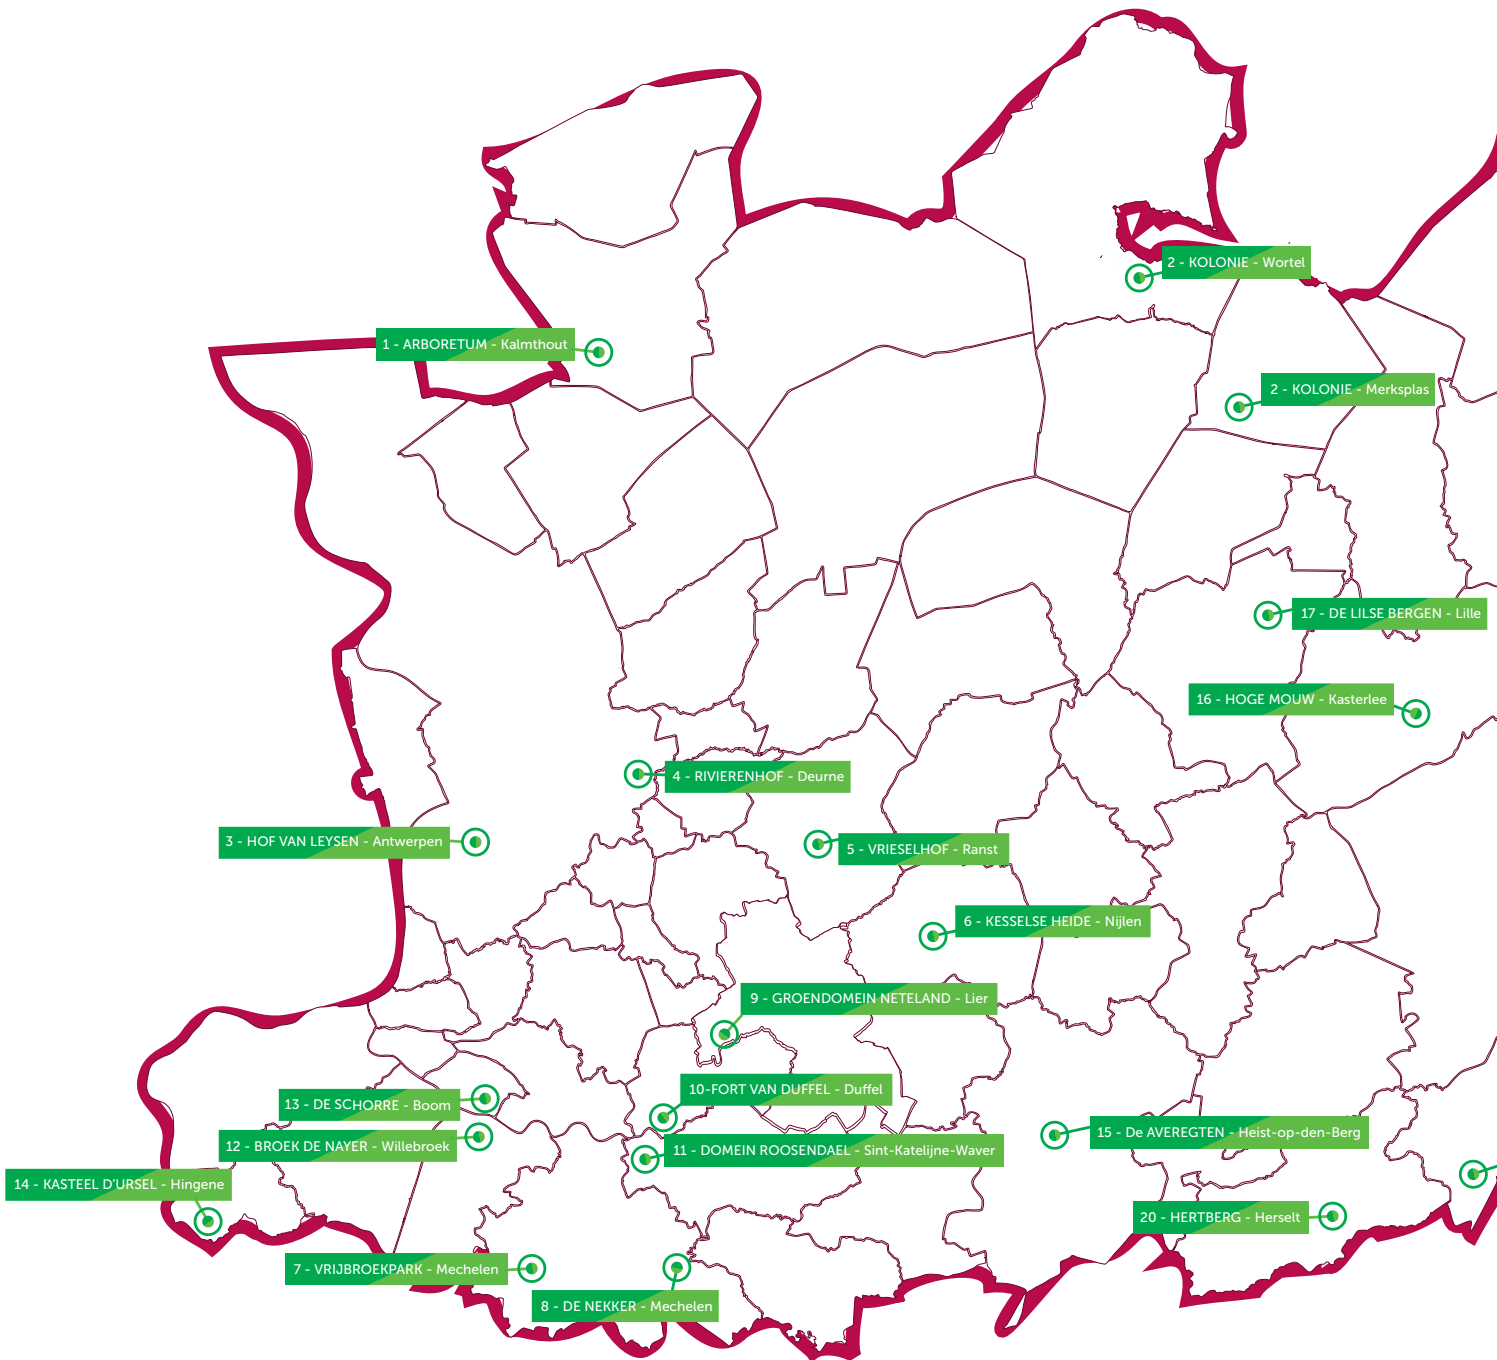 2 - KOLONIE - Wortel
1 - ARBORETUM - Kalmthout
2 - KOLONIE - Merksplas
17 - DE LILSE BERGEN - Lille
16 - HOGE MOUW - Kasterlee
4 - RIVIERENHOF - Deurne
3 - HOF VAN LEYSEN - Antwerpen
5 - VRIESELHOF - Ranst
6 - KESSELSE HEIDE - Nijlen
9 - GROENDOMEIN NETELAND - Lier
10-FORT VAN DUFFEL - Duffel
13 - DE SCHORRE - Boom
15 - De AVEREGTEN - Heist-op-den-Berg
12 - BROEK DE NAYER - Willebroek
11 - DOMEIN ROOSENDAEL - Sint-Katelijne-Waver
14 - KASTEEL D'URSEL - Hingene
20 - HERTBERG - Herselt
7 - VRIJBROEKPARK - Mechelen
8 - DE NEKKER - Mechelen